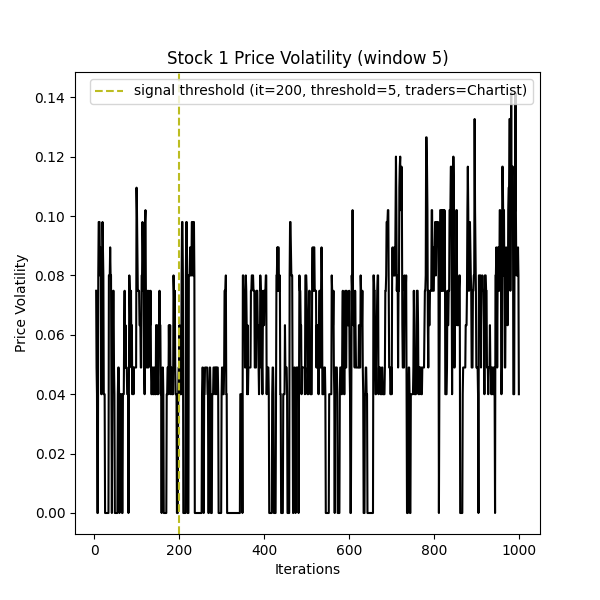 Stock 1 Price Volatility (window 5)
signal threshold (it=200, threshold=5, traders=Chartist)
Price Volatility
0.14
0.12
0.10
0.08
0.06
0.04
0.02
0.00
0 200 400 600 800 1000
Iterations